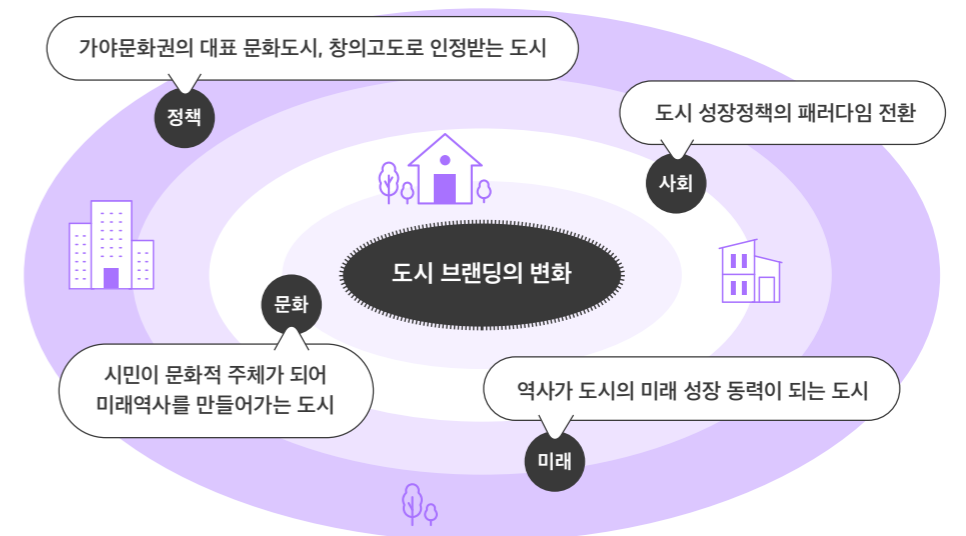 가야문화권의 대표 문화도시, 창의고도로 인정받는 도시
정책
도시 성장정책의 패러다임 전환
사회
도시 브랜딩의 변화
문화
시민이 문화적 주체가 되어
미래역사를 만들어가는 도시
역사가 도시의 미래 성장 동력이 되는 도시
미래